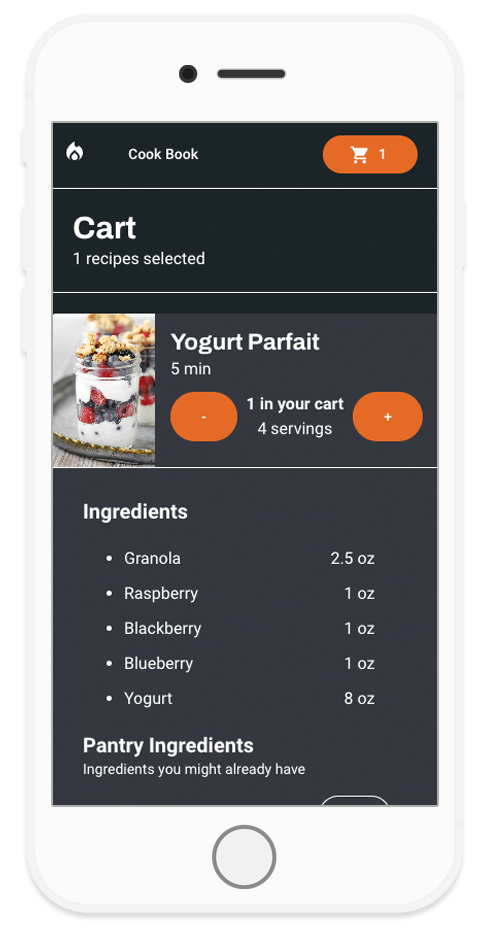 Cook Book
1
Cart
1 recipes selected
Yogurt Parfait
5 min
-
1 in your cart
4 servings
+
Ingredients
• Granola 2.5 oz
• Raspberry 1 oz
• Blackberry 1 oz
• Blueberry 1 oz
• Yogurt 8 oz
Pantry Ingredients
Ingredients you might already have